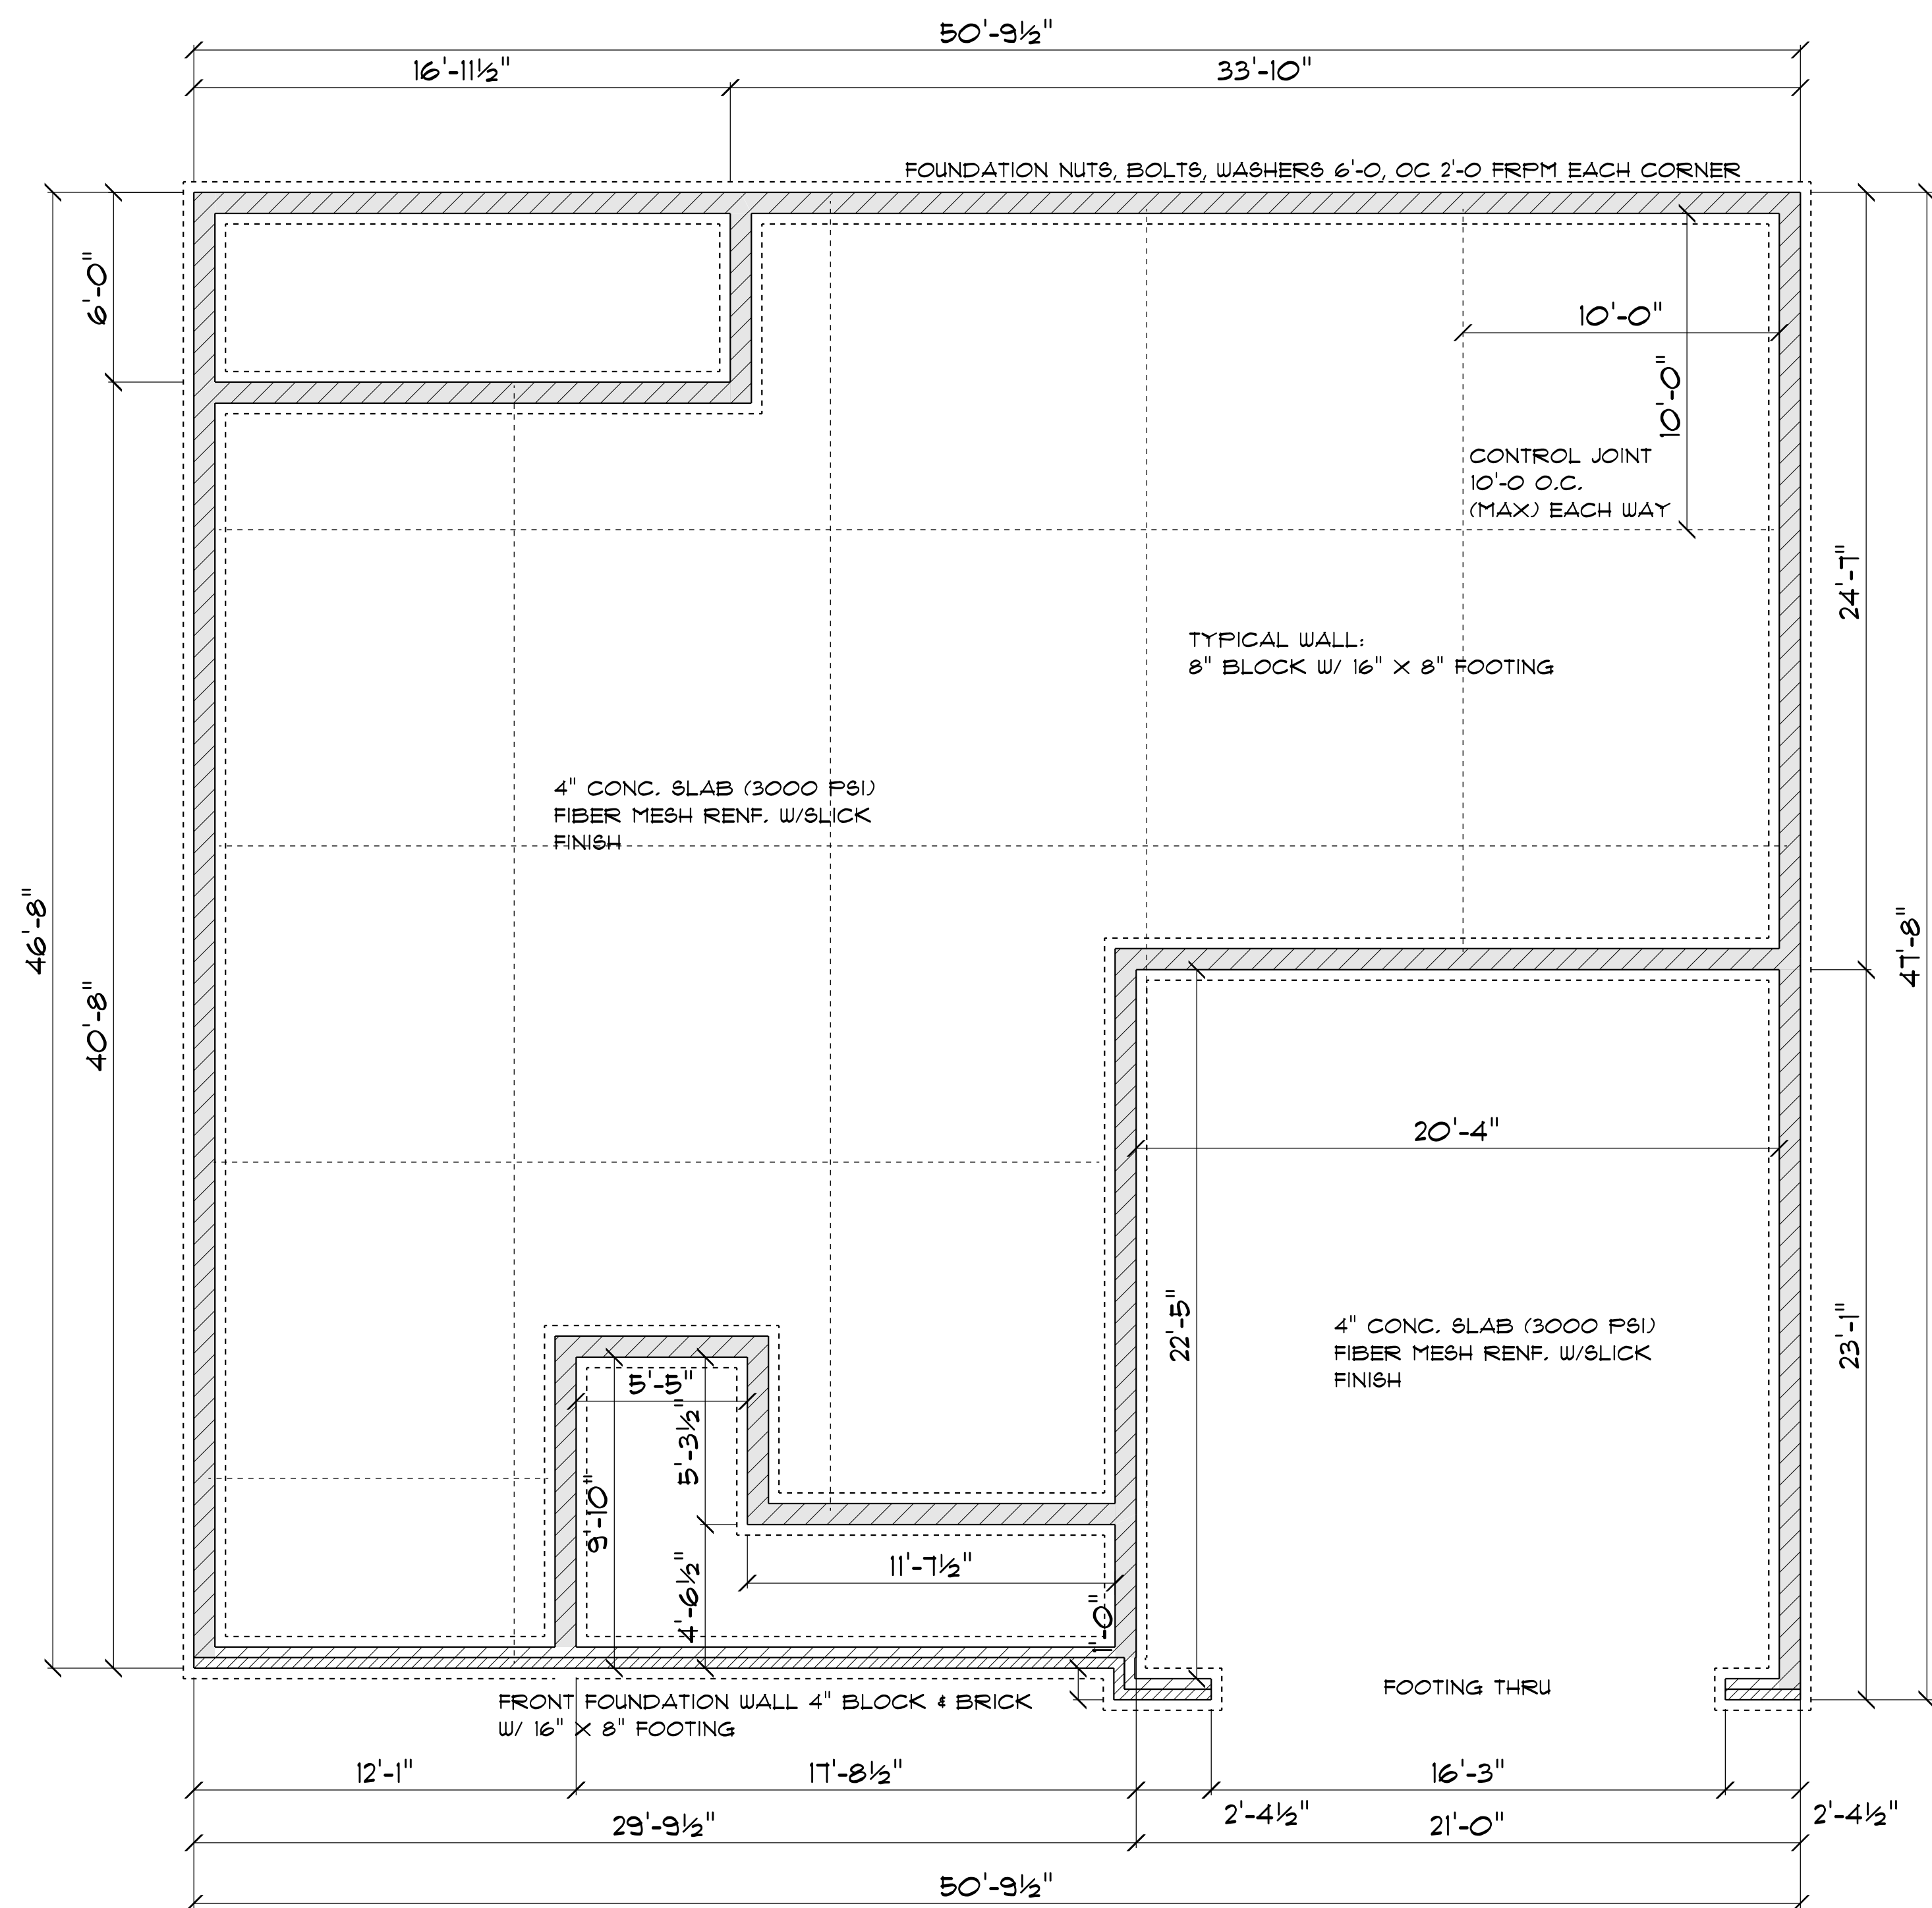 50'-9½"
16'-11½"
33'-10"
FOUNDATION NUTS, BOLTS, WASHERS 6'-0, OC 2'-0 FRPM EACH CORNER
6'-0"
10'-0"
10'-0"
CONTROL JOINT
10'-0 O.C.
(MAX) EACH WAY
24'-7"
TYPICAL WALL:
8" BLOCK W/ 16" X 8" FOOTING
4" CONC. SLAB (3000 PSI)
FIBER MESH RENF. W/SLICK
FINISH
46'-8"
47'-8"
40'-8"
20'-4"
22'-5"
4" CONC. SLAB (3000 PSI)
FIBER MESH RENF. W/SLICK
FINISH
23'-1"
5'-5"
5'-3½"
9'-10"
11'-7½"
4'-6½"
1'-0"
FOOTING THRU
FRONT FOUNDATION WALL 4" BLOCK & BRICK
W/ 16" X 8" FOOTING
12'-1"
17'-8½"
16'-3"
2'-4½"
2'-4½"
29'-9½"
21'-0"
50'-9½"